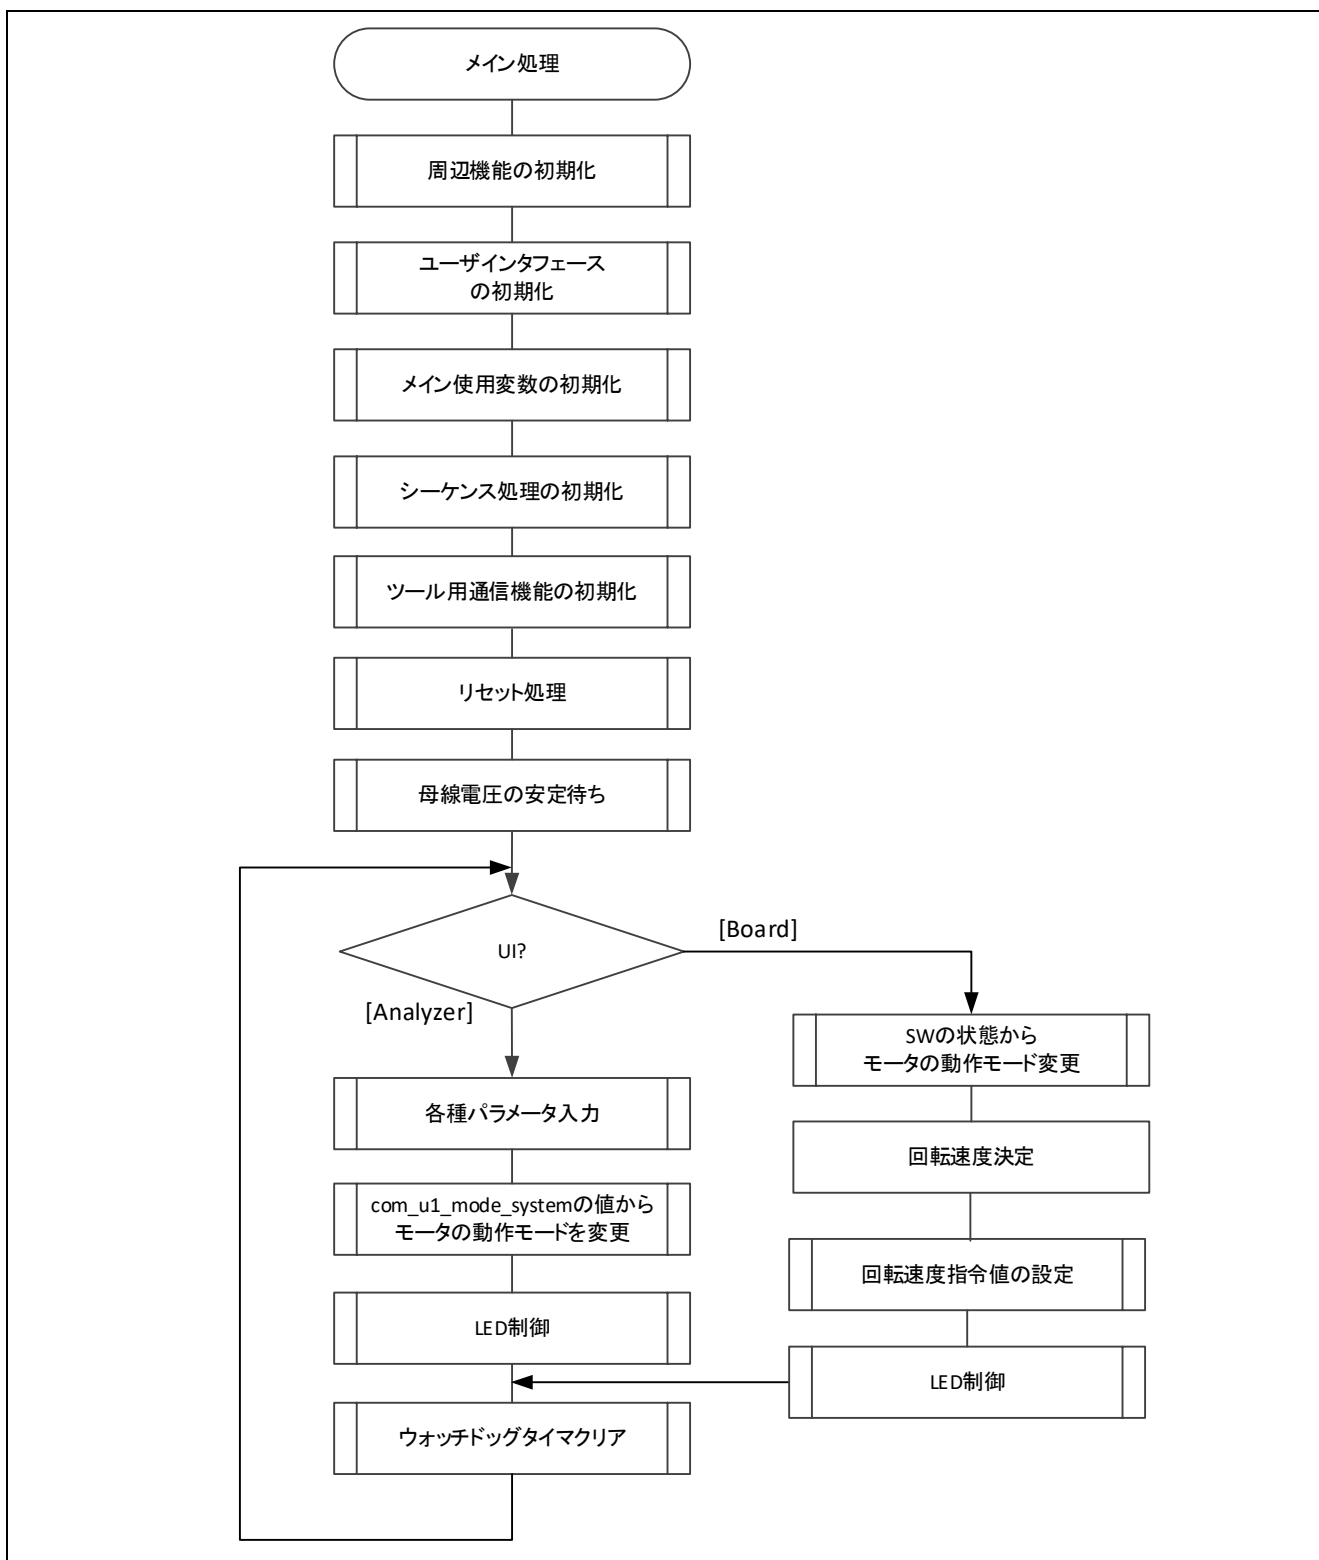 メイン処理
周辺機能の初期化
ユーザインタフェース
の初期化
メイン使用変数の初期化
シーケンス処理の初期化
ツール用通信機能の初期化
リセット処理
母線電圧の安定待ち
UI?
[Board]
[Analyzer]
SWの状態から
モータの動作モード変更
各種パラメータ入力
回転速度決定
com_u1_mode_systemの値から
モータの動作モードを変更
回転速度指令値の設定
LED制御
LED制御
ウォッチドッグタイマクリア